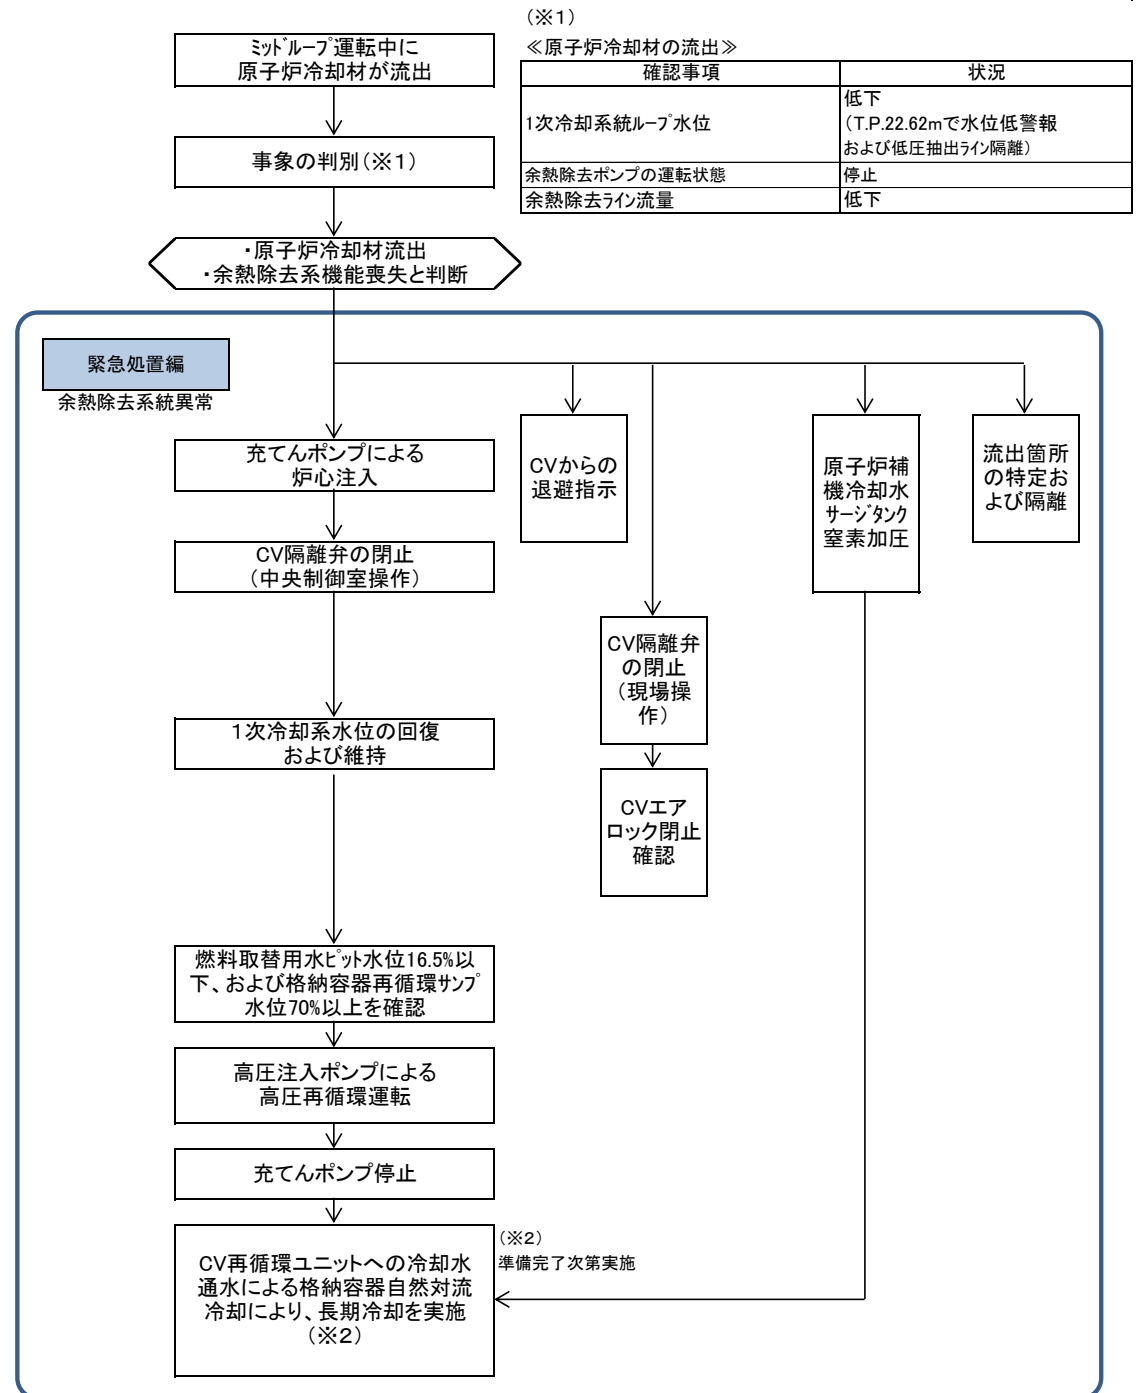 ﾐｯﾄﾞﾙｰﾌﾟ運転中に
原子炉冷却材が流出
事象の判別（※１）
・原子炉冷却材流出
・余熱除去系機能喪失と判断
（※１）
≪原子炉冷却材の流出≫
確認事項 状況
1次冷却系統ﾙｰﾌﾟ水位
低下
（T.P.22.62mで水位低警報
および低圧抽出ﾗｲﾝ隔離）
余熱除去ﾎﾟﾝﾌﾟの運転状態 停止
余熱除去ﾗｲﾝ流量 低下
緊急処置編
余熱除去系統異常
充てんポンプによる
炉心注入
CV隔離弁の閉止
（中央制御室操作）
１次冷却系水位の回復
および維持
燃料取替用水ﾋﾟｯﾄ水位16.5%以
下、および格納容器再循環ｻﾝﾌﾟ
水位70%以上を確認
高圧注入ポンプによる
高圧再循環運転
充てんポンプ停止
CV再循環ユニットへの冷却水
通水による格納容器自然対流
冷却により、長期冷却を実施
（※２）
（※２）
準備完了次第実施
CVからの
退避指示
CV隔離弁
の閉止
（現場操
作）
CVエア
ロック閉止
確認
原子炉補
機冷却水
ｻｰｼﾞﾀﾝｸ
窒素加圧
流出箇所
の特定お
よび隔離